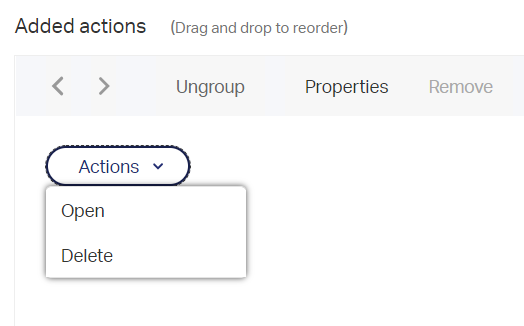 Added actions (Drag and drop to reorder)
Ungroup Properties Remove
Actions
Open
Delete